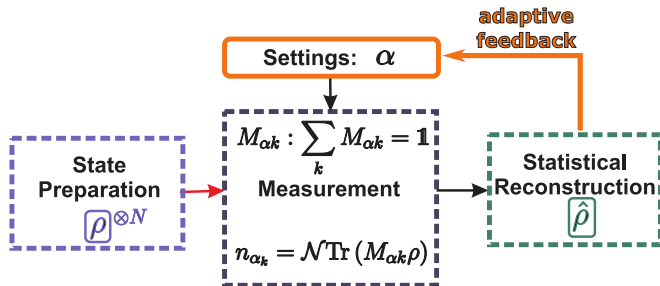 adaptive
feedback
Settings: α
M_{αk} : ∑_k M_{αk} = 𝟙
Measurement
n_{α_k} = 𝒩Tr (M_{αk}ρ)
State
Preparation
ρ^{⊗N}
Statistical
Reconstruction
ρ̂